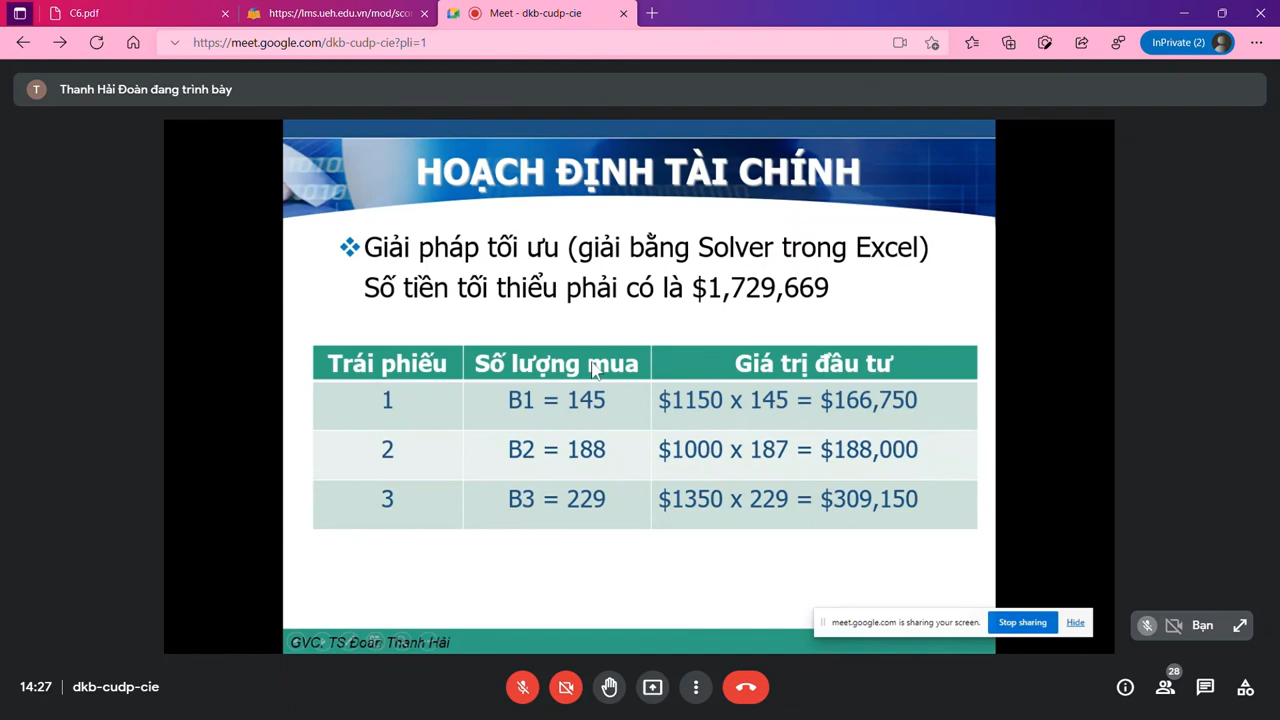 C6.pdf
https://lms.ueh.edu.vn/mod/sco
Meet - dkb-cudp-cie
https://meet.google.com/dkb-cudp-cie?pli=1
InPrivate (2)
T
Thanh Hải Đoàn đang trình bày
HOẠCH ĐỊNH TÀI CHÍNH
Giải pháp tối ưu (giải bằng Solver trong Excel)
Số tiền tối thiểu phải có là $1,729,669
Trái phiếu Số lượng mua Giá trị đầu tư
1 B1 = 145 $1150 x 145 = $166,750
2 B2 = 188 $1000 x 187 = $188,000
3 B3 = 229 $1350 x 229 = $309,150
meet.google.com is sharing your screen. Stop sharing Hide
Bạn
GVC. TS Đoàn Thanh Hải
14:27 dkb-cudp-cie
28